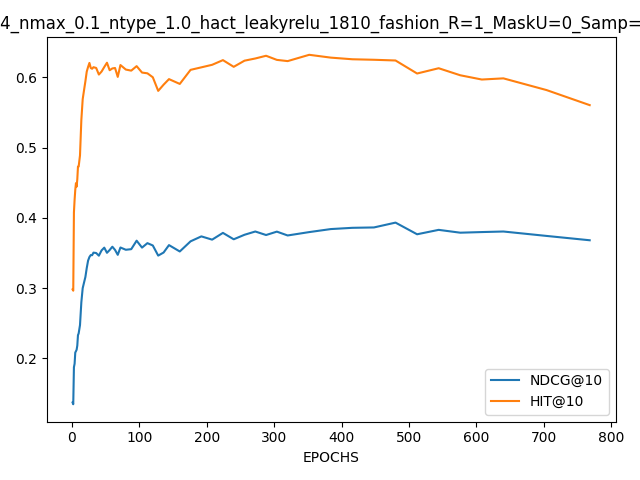 4_nmax_0.1_ntype_1.0_hact_leakyrelu_1810_fashion_R=1_MaskU=0_Samp=
0.6
0.5
0.4
0.3
0.2
NDCG@10
HIT@10
0 100 200 300 400 500 600 700 800
EPOCHS